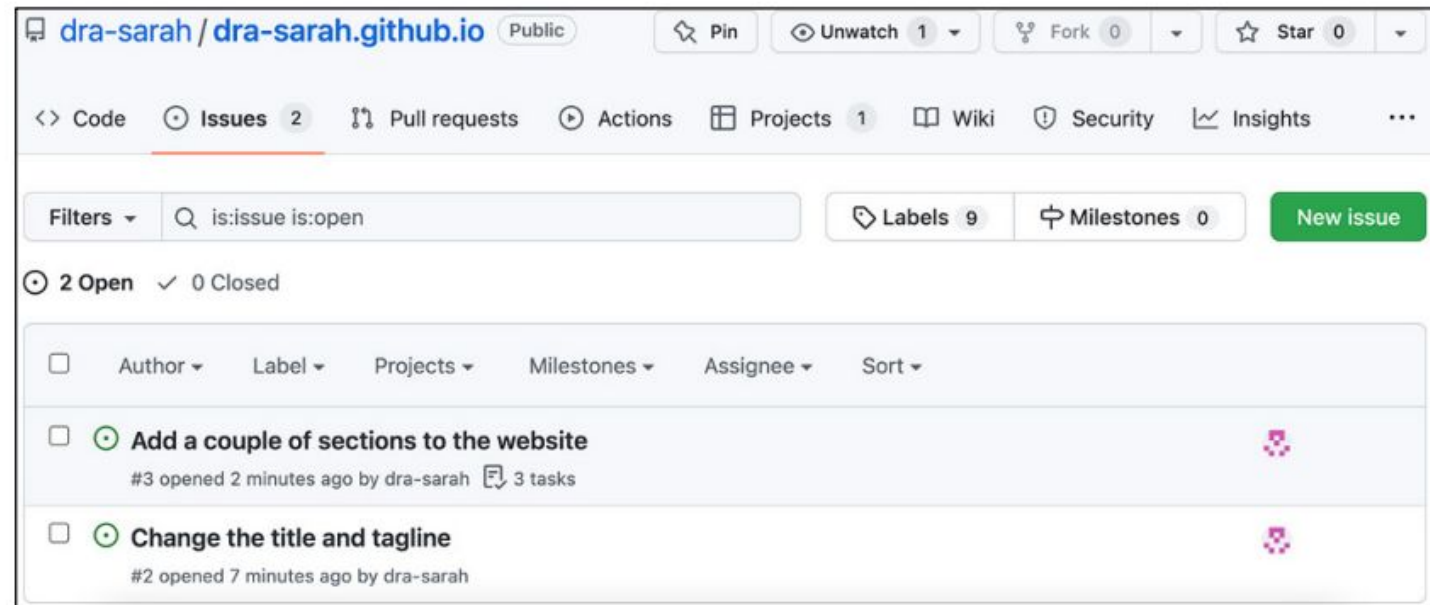 dra-sarah / dra-sarah.github.io Public Pin Unwatch 1 Fork 0 Star 0
<> Code Issues 2 Pull requests Actions Projects 1 Wiki Security Insights ...
Filters is:issue is:open Labels 9 Milestones 0 New issue
2 Open 0 Closed
Author Label Projects Milestones Assignee Sort
Add a couple of sections to the website
#3 opened 2 minutes ago by dra-sarah 3 tasks
Change the title and tagline
#2 opened 7 minutes ago by dra-sarah